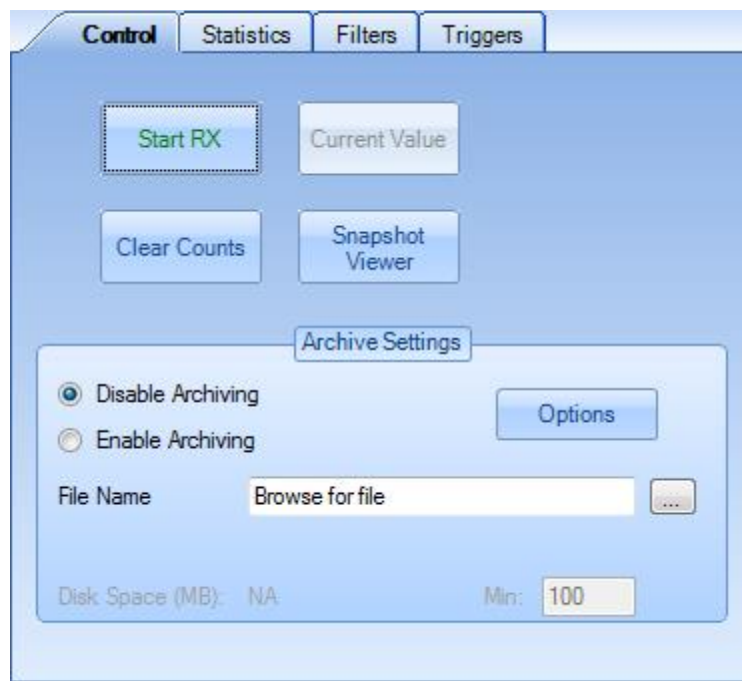 Control Statistics Filters Triggers
Start RX Current Value
Clear Counts Snapshot
Viewer
Archive Settings
Disable Archiving
Options
Enable Archiving
File Name Browse for file ...
Disk Space (MB): NA Min: 100